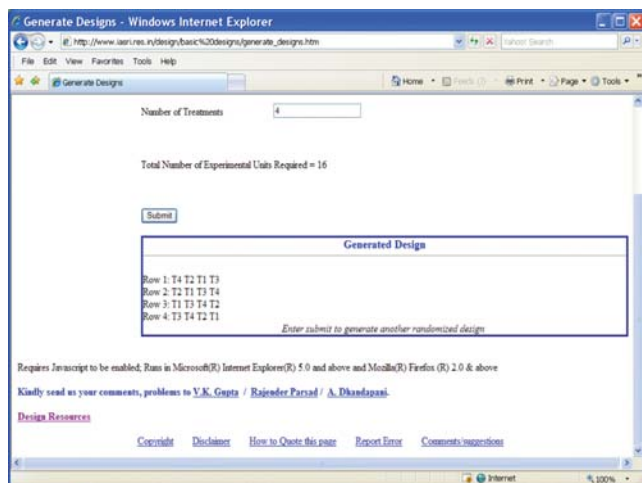 Generate Designs - Windows Internet Explorer
http://www.iasri.res.in/design/basic%20designs/generate_designs.htm
Yahoo! Search
File Edit View Favorites Tools Help
Generate Designs
Home Feeds Print Page Tools
Number of Treatments 4
Total Number of Experimental Units Required = 16
Submit
Generated Design
Row 1: T4 T2 T1 T3
Row 2: T2 T1 T3 T4
Row 3: T1 T3 T4 T2
Row 4: T3 T4 T2 T1
Enter submit to generate another randomized design
Requires Javascript to be enabled; Runs in Microsoft(R) Internet Explorer(R) 5.0 and above and Mozilla(R) Firefox (R) 2.0 & above
Kindly send us your comments, problems to V.K. Gupta / Rajender Parsad / A. Dhandapani.
Design Resources
Copyright Disclaimer How to Quote this page Report Error Comments/suggestions
Internet 100%